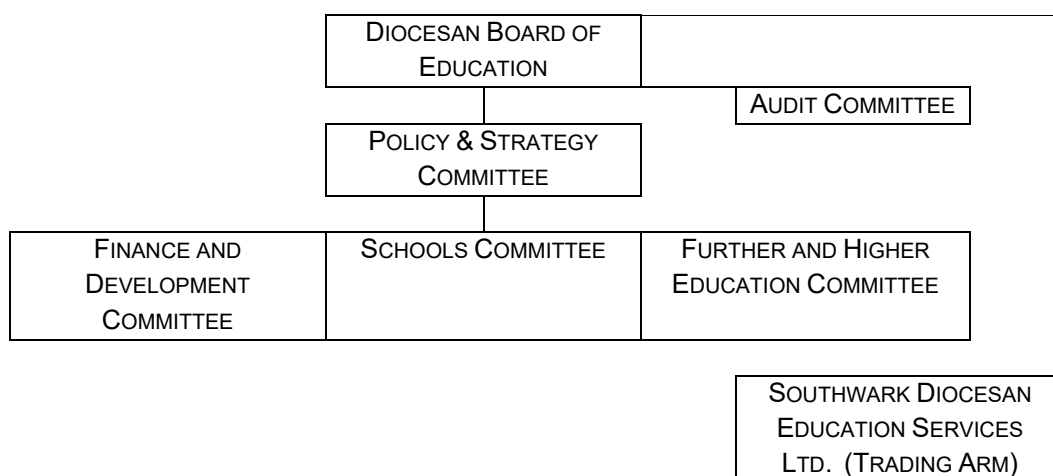 DIOCESAN BOARD OF
EDUCATION
AUDIT COMMITTEE
POLICY & STRATEGY
COMMITTEE
FINANCE AND
DEVELOPMENT
COMMITTEE
SCHOOLS COMMITTEE
FURTHER AND HIGHER
EDUCATION COMMITTEE
SOUTHWARK DIOCESAN
EDUCATION SERVICES
LTD. (TRADING ARM)